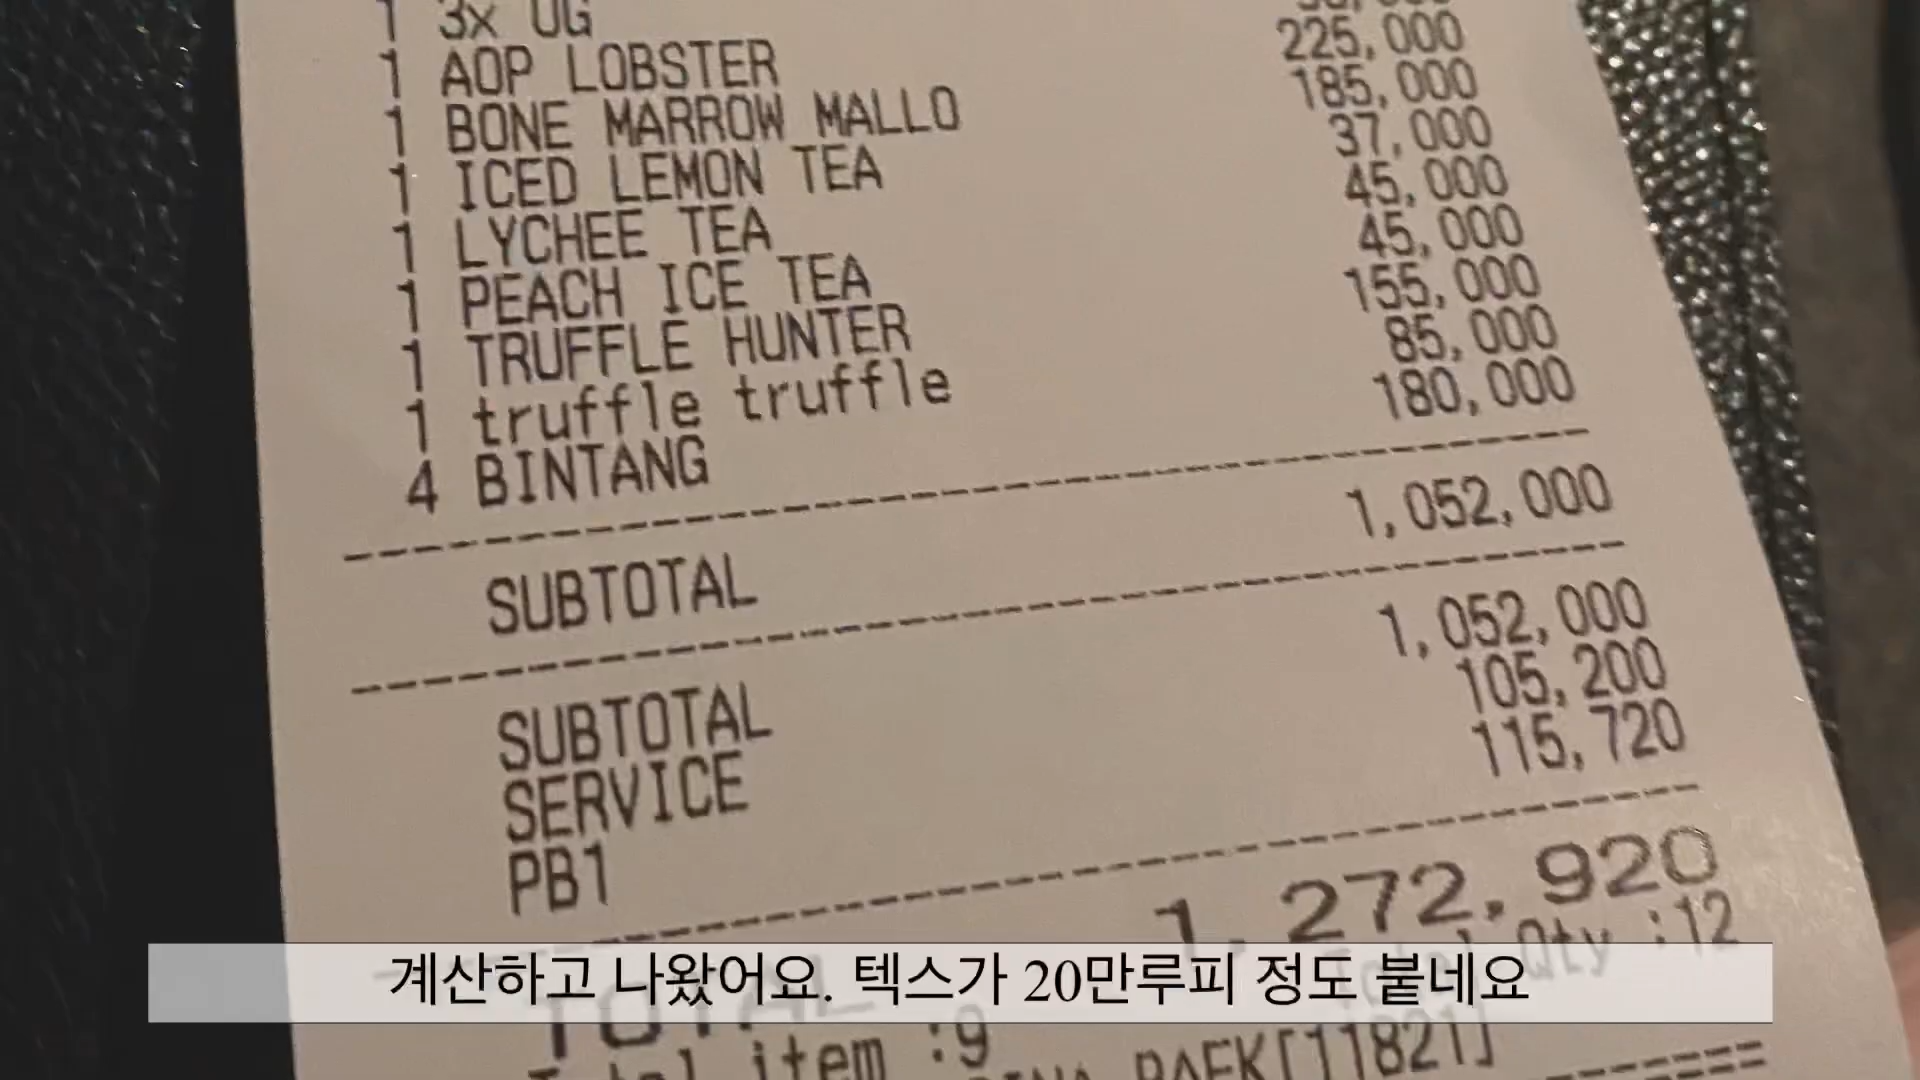 1 3x OG
1 AOP LOBSTER 225,000
1 BONE MARROW MALLO 185,000
1 ICED LEMON TEA 37,000
1 LYCHEE TEA 45,000
1 PEACH ICE TEA 45,000
1 TRUFFLE HUNTER 155,000
1 truffle truffle 85,000
4 BINTANG 180,000
SUBTOTAL 1,052,000
SUBTOTAL 1,052,000
SERVICE 105,200
PB1 115,720
TOTAL 1,272,920
item :9 Qty :12
[11821]
계산하고 나왔어요. 텍스가 20만루피 정도 붙네요